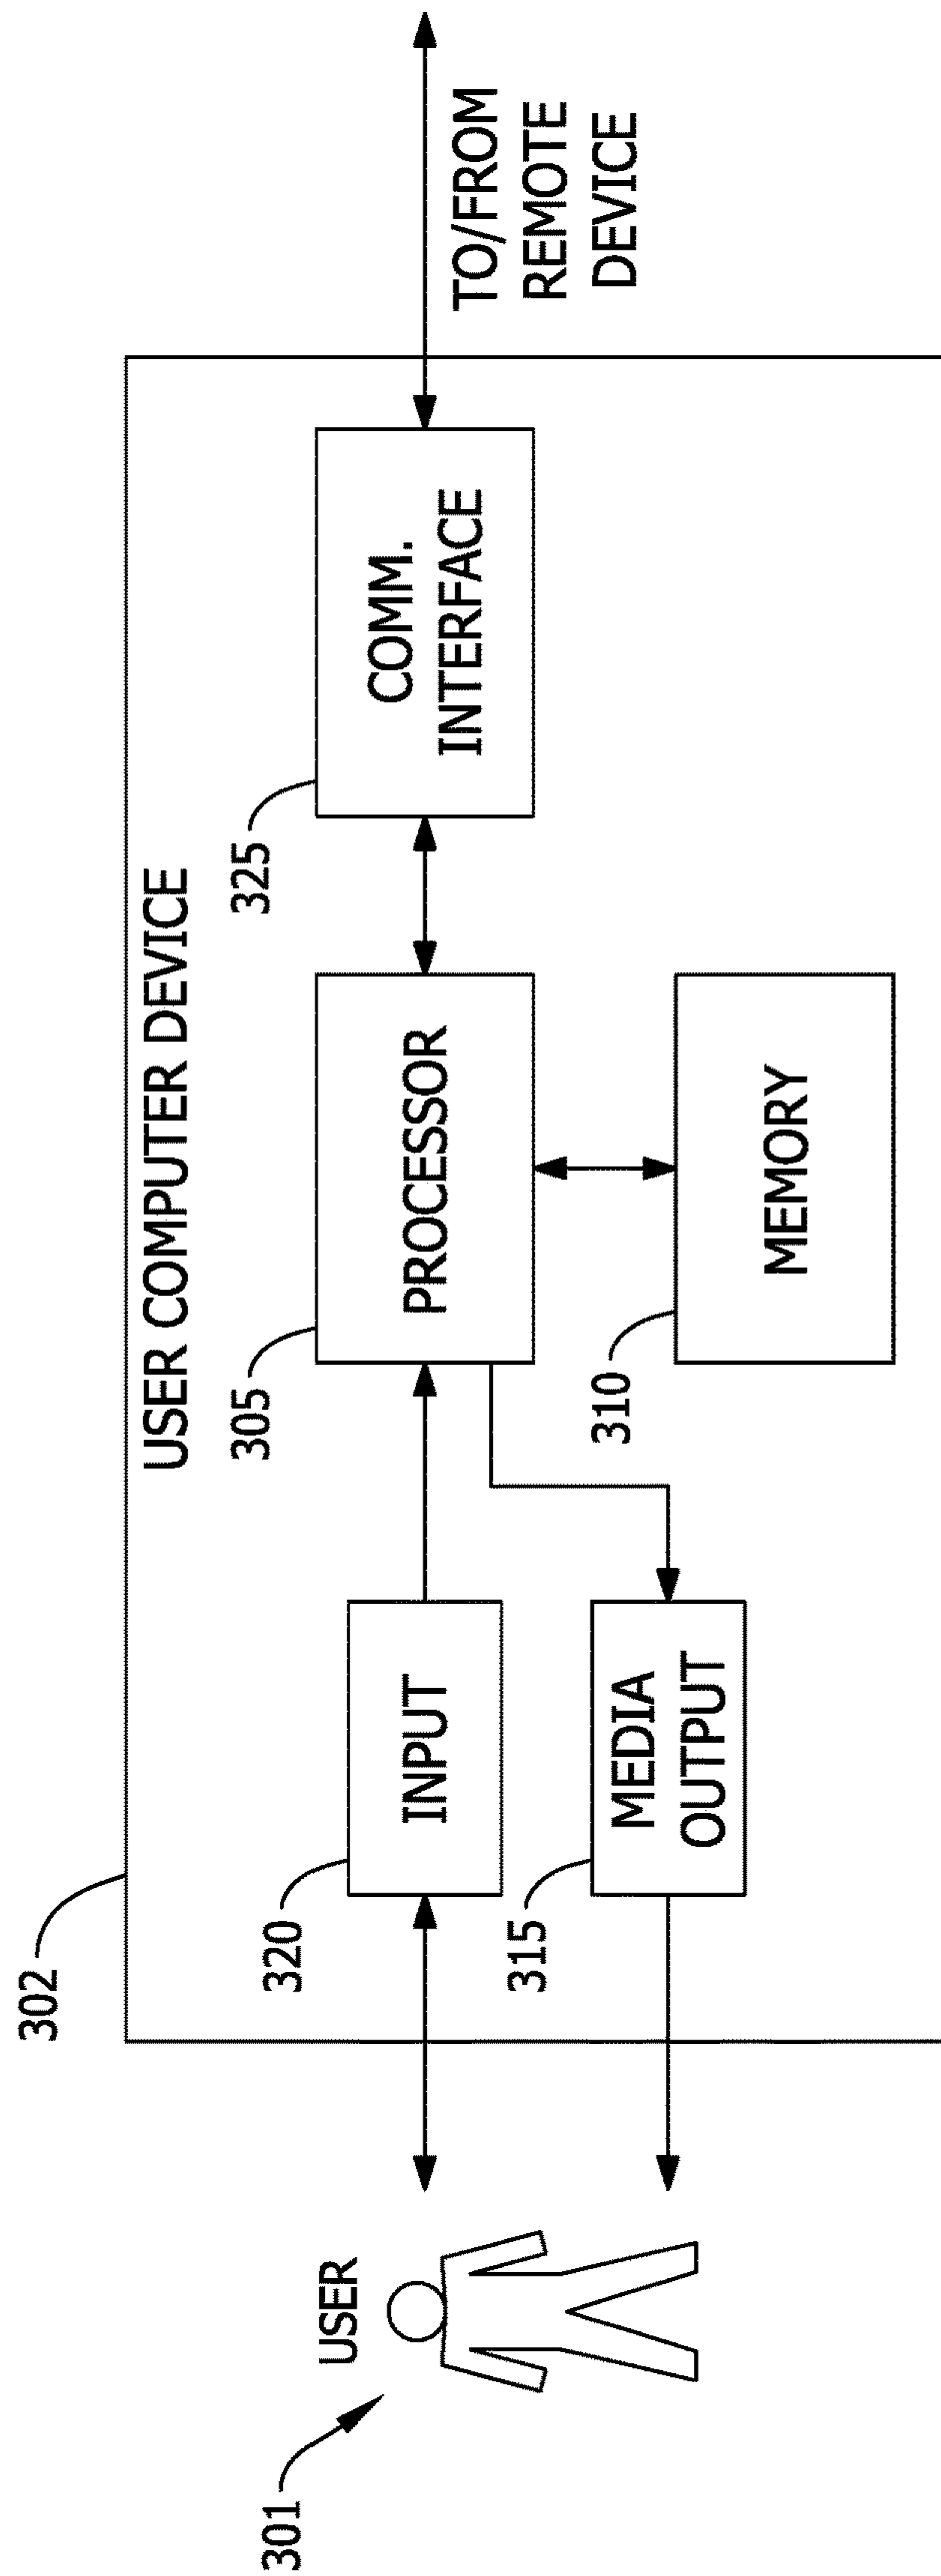 302
USER COMPUTER DEVICE
301
USER
320
INPUT
305
PROCESSOR
325
COMM.
INTERFACE
TO/FROM
REMOTE
DEVICE
315
MEDIA
OUTPUT
310
MEMORY